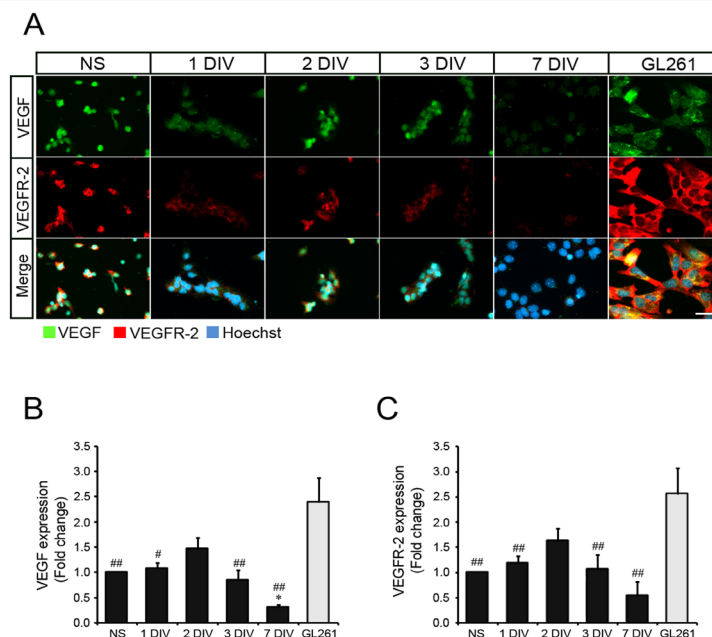 A
NS 1 DIV 2 DIV 3 DIV 7 DIV GL261
VEGF
VEGFR-2
Merge
VEGF VEGFR-2 Hoechst
B
VEGF expression
(Fold change)
3.5
3.0
2.5
2.0
1.5
1.0
0.5
0.0
## # ## ## *
NS 1 DIV 2 DIV 3 DIV 7 DIV GL261
C
VEGFR-2 expression
(Fold change)
3.5
3.0
2.5
2.0
1.5
1.0
0.5
0.0
## ## ## ##
NS 1 DIV 2 DIV 3 DIV 7 DIV GL261